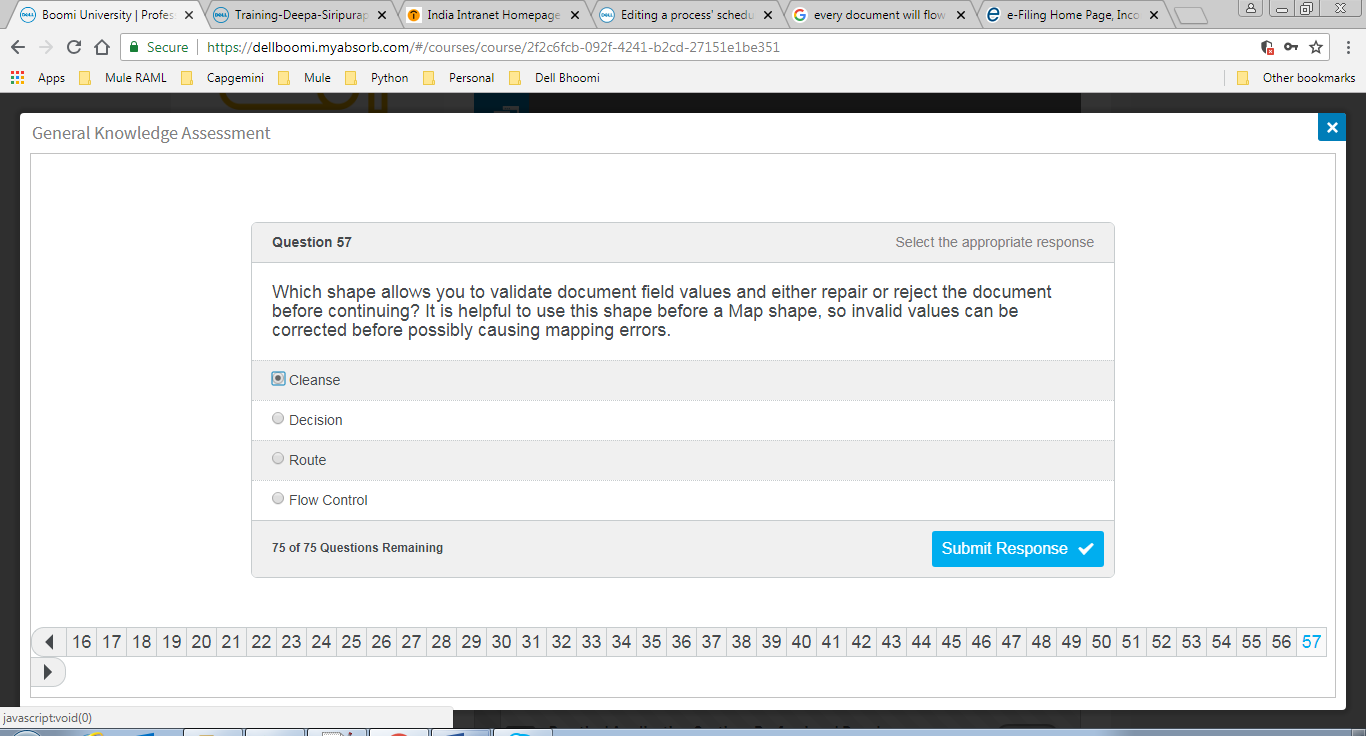 Boomi University | Profes
Training-Deepa-Siripurap
India Intranet Homepage
Editing a process' schedu
every document will flow
e-Filing Home Page, Inco
Secure
https://dellboomi.myabsorb.com/#/courses/course/2f2c6fcb-092f-4241-b2cd-27151e1be351
Apps Mule RAML Capgemini Mule Python Personal Dell Bhoomi Other bookmarks
General Knowledge Assessment
Question 57 Select the appropriate response
Which shape allows you to validate document field values and either repair or reject the document
before continuing? It is helpful to use this shape before a Map shape, so invalid values can be
corrected before possibly causing mapping errors.
Cleanse
Decision
Route
Flow Control
75 of 75 Questions Remaining Submit Response
16 17 18 19 20 21 22 23 24 25 26 27 28 29 30 31 32 33 34 35 36 37 38 39 40 41 42 43 44 45 46 47 48 49 50 51 52 53 54 55 56 57
javascript:void(0)